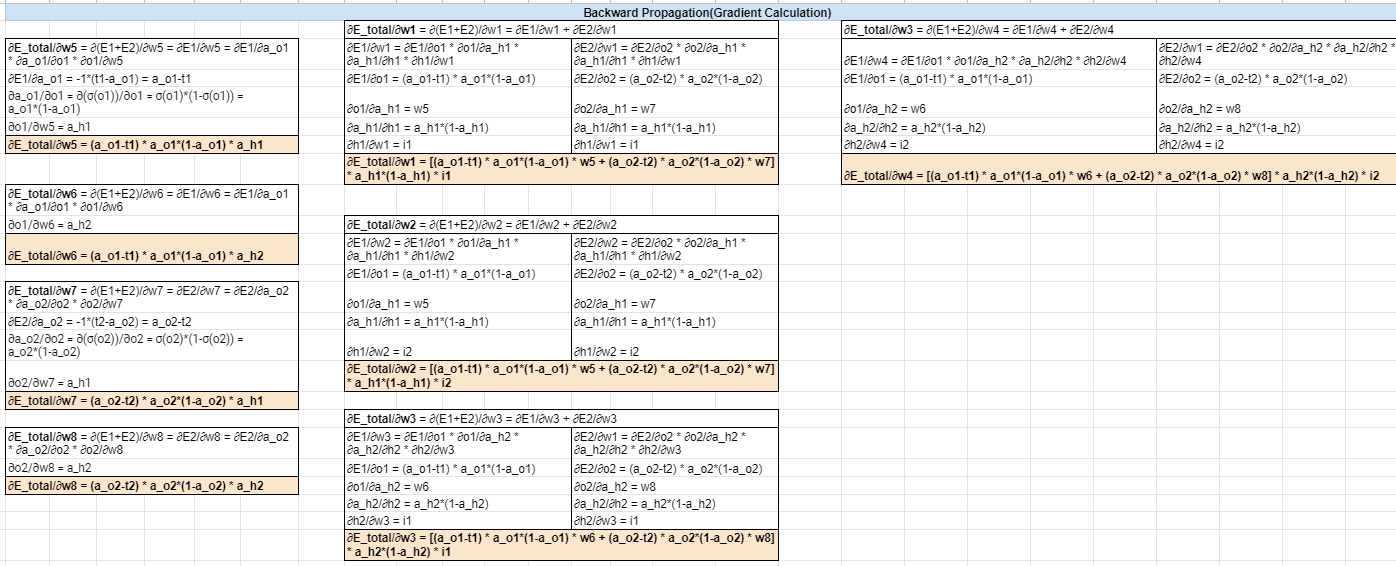 Backward Propagation(Gradient Calculation)
∂E_total/∂w5 = ∂(E1+E2)/∂w5 = ∂E1/∂w5 = ∂E1/∂a_o1
* ∂a_o1/∂o1 * ∂o1/∂w5
∂E1/∂a_o1 = -1*(t1-a_o1) = a_o1-t1
∂a_o1/∂o1 = ∂(σ(o1))/∂o1 = σ(o1)*(1-σ(o1)) =
a_o1*(1-a_o1)
∂o1/∂w5 = a_h1
∂E_total/∂w5 = (a_o1-t1) * a_o1*(1-a_o1) * a_h1
∂E_total/∂w6 = ∂(E1+E2)/∂w6 = ∂E1/∂w6 = ∂E1/∂a_o1
* ∂a_o1/∂o1 * ∂o1/∂w6
∂o1/∂w6 = a_h2
∂E_total/∂w6 = (a_o1-t1) * a_o1*(1-a_o1) * a_h2
∂E_total/∂w7 = ∂(E1+E2)/∂w7 = ∂E2/∂w7 = ∂E2/∂a_o2
* ∂a_o2/∂o2 * ∂o2/∂w7
∂E2/∂a_o2 = -1*(t2-a_o2) = a_o2-t2
∂a_o2/∂o2 = ∂(σ(o2))/∂o2 = σ(o2)*(1-σ(o2)) =
a_o2*(1-a_o2)
∂o2/∂w7 = a_h1
∂E_total/∂w7 = (a_o2-t2) * a_o2*(1-a_o2) * a_h1
∂E_total/∂w8 = ∂(E1+E2)/∂w8 = ∂E2/∂w8 = ∂E2/∂a_o2
* ∂a_o2/∂o2 * ∂o2/∂w8
∂o2/∂w8 = a_h2
∂E_total/∂w8 = (a_o2-t2) * a_o2*(1-a_o2) * a_h2
∂E_total/∂w1 = ∂(E1+E2)/∂w1 = ∂E1/∂w1 + ∂E2/∂w1
∂E1/∂w1 = ∂E1/∂o1 * ∂o1/∂a_h1 *
∂a_h1/∂h1 * ∂h1/∂w1
∂E1/∂o1 = (a_o1-t1) * a_o1*(1-a_o1)
∂o1/∂a_h1 = w5
∂a_h1/∂h1 = a_h1*(1-a_h1)
∂h1/∂w1 = i1
∂E2/∂w1 = ∂E2/∂o2 * ∂o2/∂a_h1 *
∂a_h1/∂h1 * ∂h1/∂w1
∂E2/∂o2 = (a_o2-t2) * a_o2*(1-a_o2)
∂o2/∂a_h1 = w7
∂a_h1/∂h1 = a_h1*(1-a_h1)
∂h1/∂w1 = i1
∂E_total/∂w1 = [(a_o1-t1) * a_o1*(1-a_o1) * w5 + (a_o2-t2) * a_o2*(1-a_o2) * w7]
* a_h1*(1-a_h1) * i1
∂E_total/∂w2 = ∂(E1+E2)/∂w2 = ∂E1/∂w2 + ∂E2/∂w2
∂E1/∂w2 = ∂E1/∂o1 * ∂o1/∂a_h1 *
∂a_h1/∂h1 * ∂h1/∂w2
∂E1/∂o1 = (a_o1-t1) * a_o1*(1-a_o1)
∂o1/∂a_h1 = w5
∂a_h1/∂h1 = a_h1*(1-a_h1)
∂h1/∂w2 = i2
∂E2/∂w2 = ∂E2/∂o2 * ∂o2/∂a_h1 *
∂a_h1/∂h1 * ∂h1/∂w2
∂E2/∂o2 = (a_o2-t2) * a_o2*(1-a_o2)
∂o2/∂a_h1 = w7
∂a_h1/∂h1 = a_h1*(1-a_h1)
∂h1/∂w2 = i2
∂E_total/∂w2 = [(a_o1-t1) * a_o1*(1-a_o1) * w5 + (a_o2-t2) * a_o2*(1-a_o2) * w7]
* a_h1*(1-a_h1) * i2
∂E_total/∂w3 = ∂(E1+E2)/∂w3 = ∂E1/∂w3 + ∂E2/∂w3
∂E1/∂w3 = ∂E1/∂o1 * ∂o1/∂a_h2 *
∂a_h2/∂h2 * ∂h2/∂w3
∂E1/∂o1 = (a_o1-t1) * a_o1*(1-a_o1)
∂o1/∂a_h2 = w6
∂a_h2/∂h2 = a_h2*(1-a_h2)
∂h2/∂w3 = i1
∂E2/∂w1 = ∂E2/∂o2 * ∂o2/∂a_h2 *
∂a_h2/∂h2 * ∂h2/∂w3
∂E2/∂o2 = (a_o2-t2) * a_o2*(1-a_o2)
∂o2/∂a_h2 = w8
∂a_h2/∂h2 = a_h2*(1-a_h2)
∂h2/∂w3 = i1
∂E_total/∂w3 = [(a_o1-t1) * a_o1*(1-a_o1) * w6 + (a_o2-t2) * a_o2*(1-a_o2) * w8]
* a_h2*(1-a_h2) * i1
∂E_total/∂w3 = ∂(E1+E2)/∂w4 = ∂E1/∂w4 + ∂E2/∂w4
∂E1/∂w4 = ∂E1/∂o1 * ∂o1/∂a_h2 * ∂a_h2/∂h2 * ∂h2/∂w4
∂E1/∂o1 = (a_o1-t1) * a_o1*(1-a_o1)
∂o1/∂a_h2 = w6
∂a_h2/∂h2 = a_h2*(1-a_h2)
∂h2/∂w4 = i2
∂E2/∂w1 = ∂E2/∂o2 * ∂o2/∂a_h2 * ∂a_h2/∂h2 *
∂h2/∂w4
∂E2/∂o2 = (a_o2-t2) * a_o2*(1-a_o2)
∂o2/∂a_h2 = w8
∂a_h2/∂h2 = a_h2*(1-a_h2)
∂h2/∂w4 = i2
∂E_total/∂w4 = [(a_o1-t1) * a_o1*(1-a_o1) * w6 + (a_o2-t2) * a_o2*(1-a_o2) * w8] * a_h2*(1-a_h2) * i2